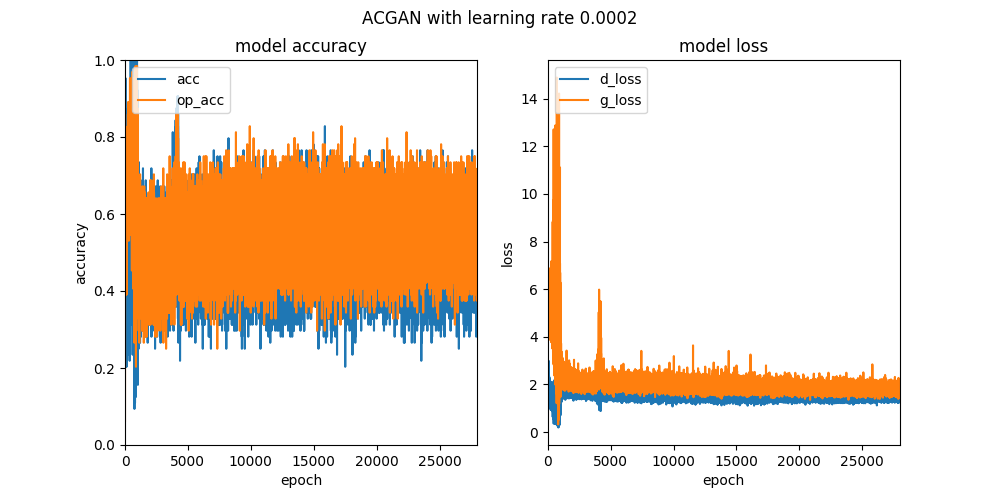 ACGAN with learning rate 0.0002
model accuracy
1.0
0.8
0.6
0.4
0.2
0.0
accuracy
acc
op_acc
0 5000 10000 15000 20000 25000
epoch
model loss
14
12
10
8
6
4
2
0
loss
d_loss
g_loss
0 5000 10000 15000 20000 25000
epoch